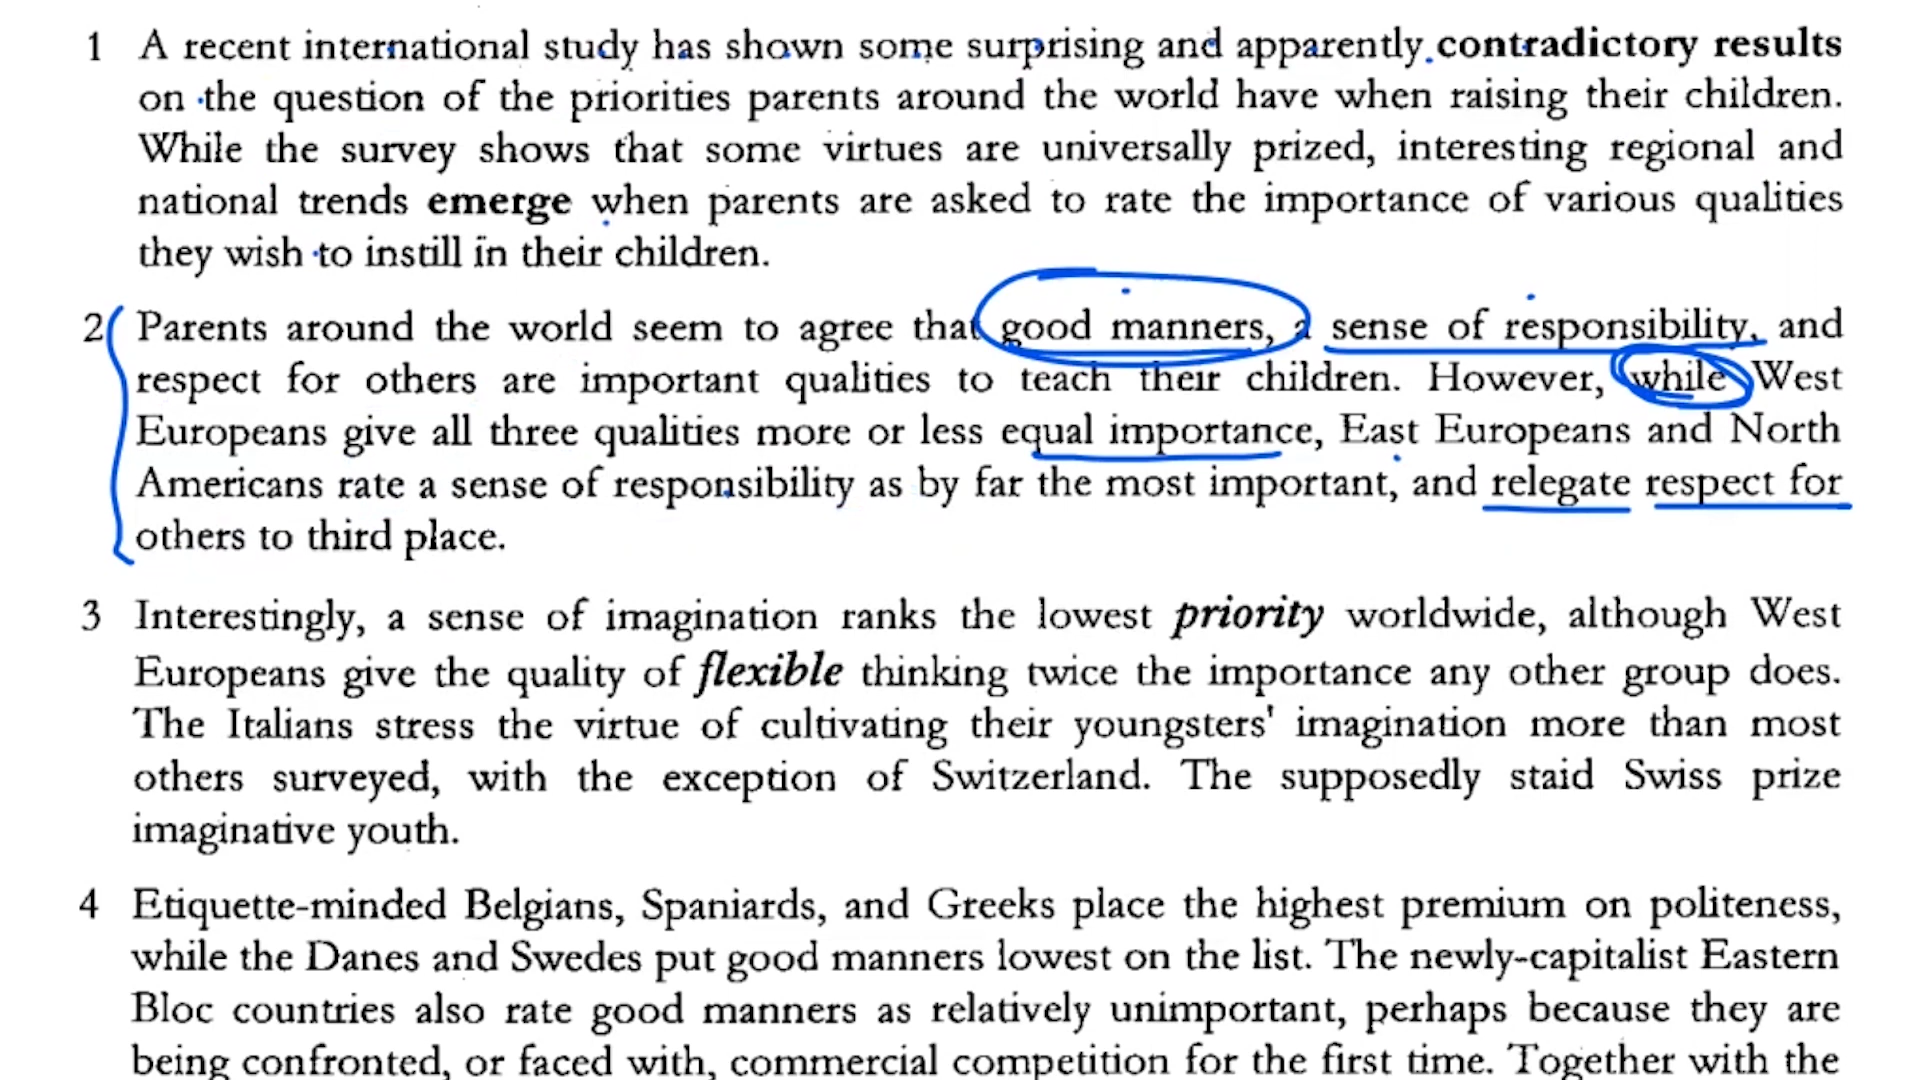 1 A recent international study has shown some surprising and apparently contradictory results
on the question of the priorities parents around the world have when raising their children.
While the survey shows that some virtues are universally prized, interesting regional and
national trends emerge when parents are asked to rate the importance of various qualities
they wish to instill in their children.
2 Parents around the world seem to agree that good manners, a sense of responsibility, and
respect for others are important qualities to teach their children. However, while West
Europeans give all three qualities more or less equal importance, East Europeans and North
Americans rate a sense of responsibility as by far the most important, and relegate respect for
others to third place.
3 Interestingly, a sense of imagination ranks the lowest priority worldwide, although West
Europeans give the quality of flexible thinking twice the importance any other group does.
The Italians stress the virtue of cultivating their youngsters' imagination more than most
others surveyed, with the exception of Switzerland. The supposedly staid Swiss prize
imaginative youth.
4 Etiquette-minded Belgians, Spaniards, and Greeks place the highest premium on politeness,
while the Danes and Swedes put good manners lowest on the list. The newly-capitalist Eastern
Bloc countries also rate good manners as relatively unimportant, perhaps because they are
being confronted, or faced with, commercial competition for the first time. Together with the